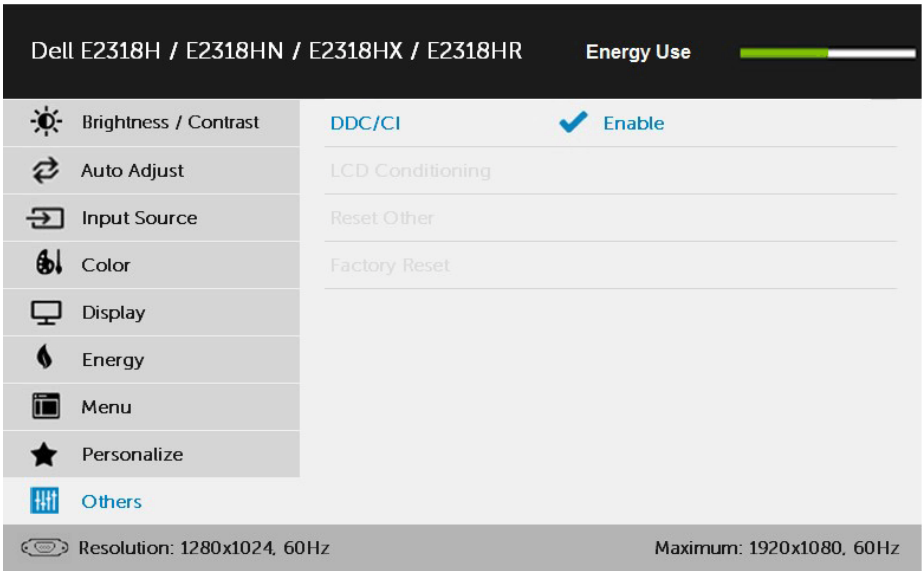 Dell E2318H / E2318HN / E2318HX / E2318HR Energy Use
Brightness / Contrast DDC/CI Enable
Auto Adjust LCD Conditioning
Input Source Reset Other
Color Factory Reset
Display
Energy
Menu
Personalize
Others
Resolution: 1280x1024, 60Hz Maximum: 1920x1080, 60Hz